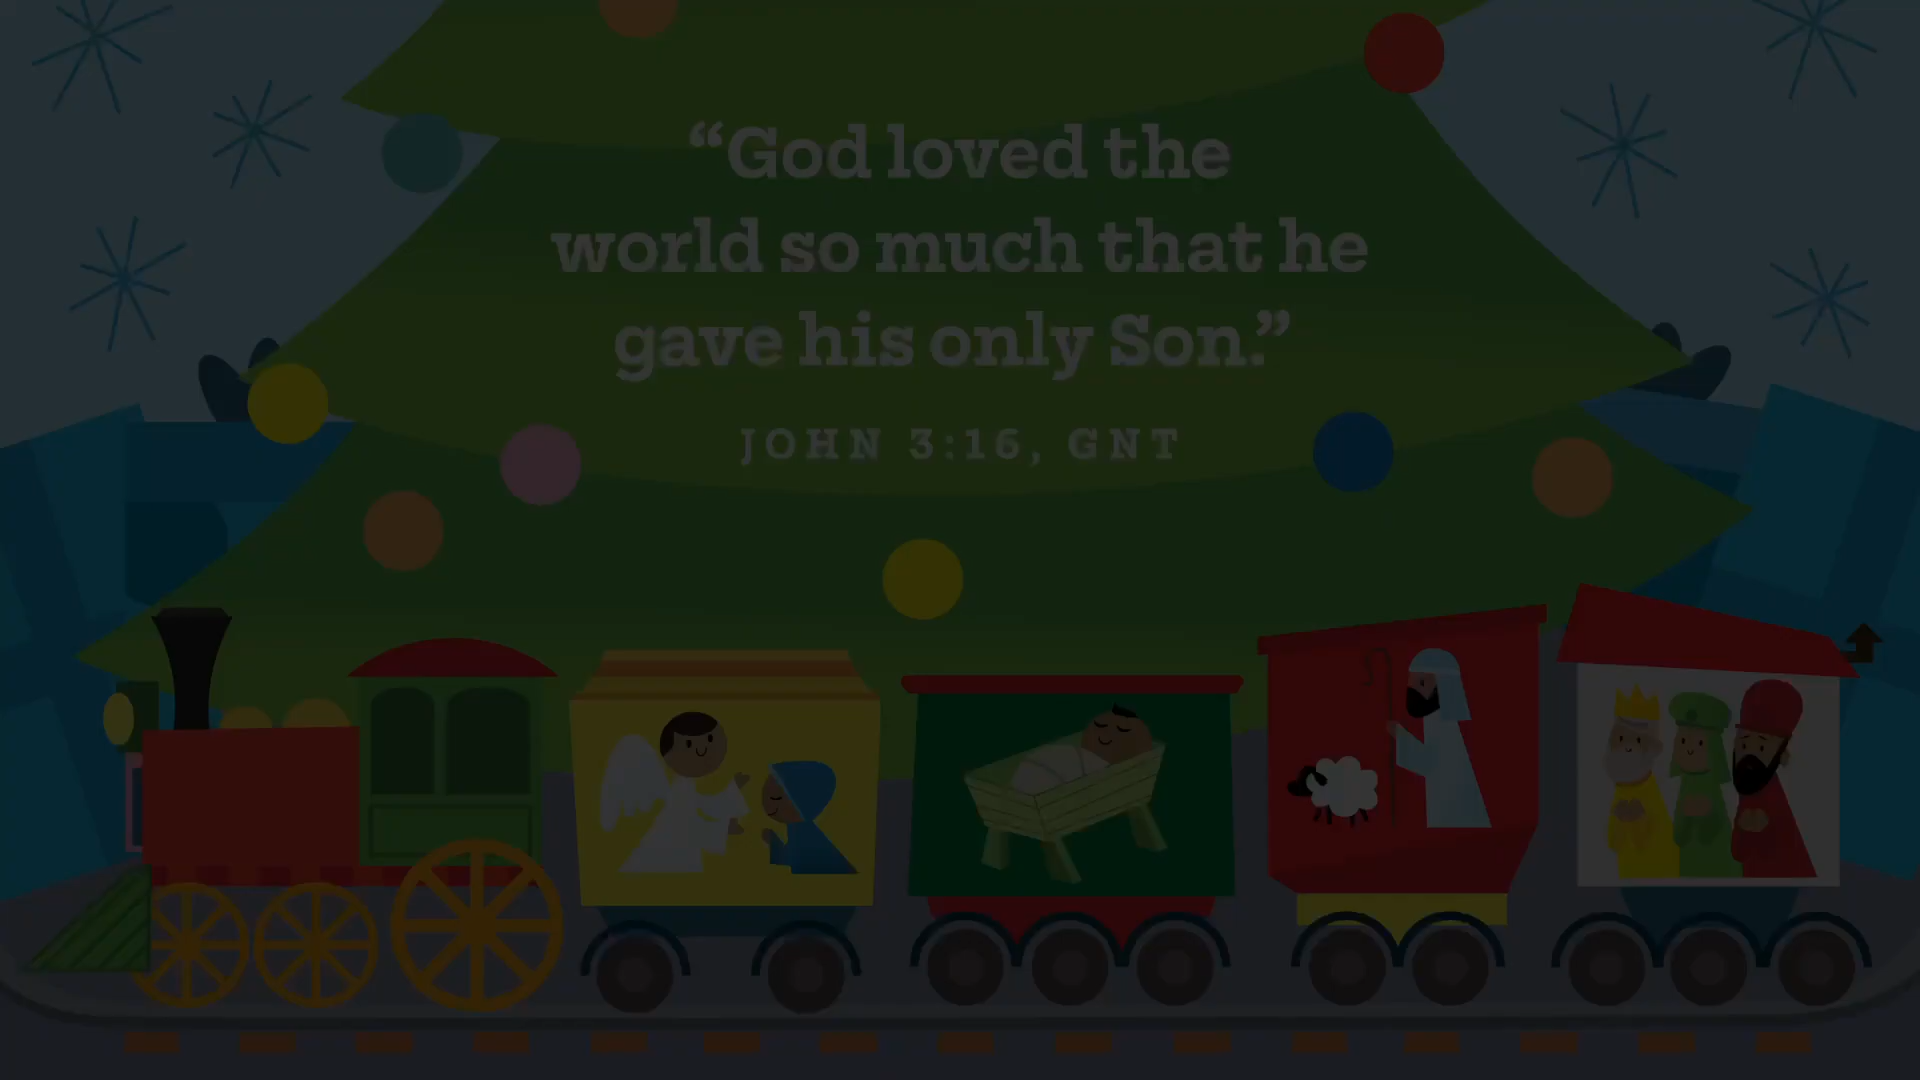 “God loved the
world so much that he
gave his only Son.”
JOHN 3:16, GNT